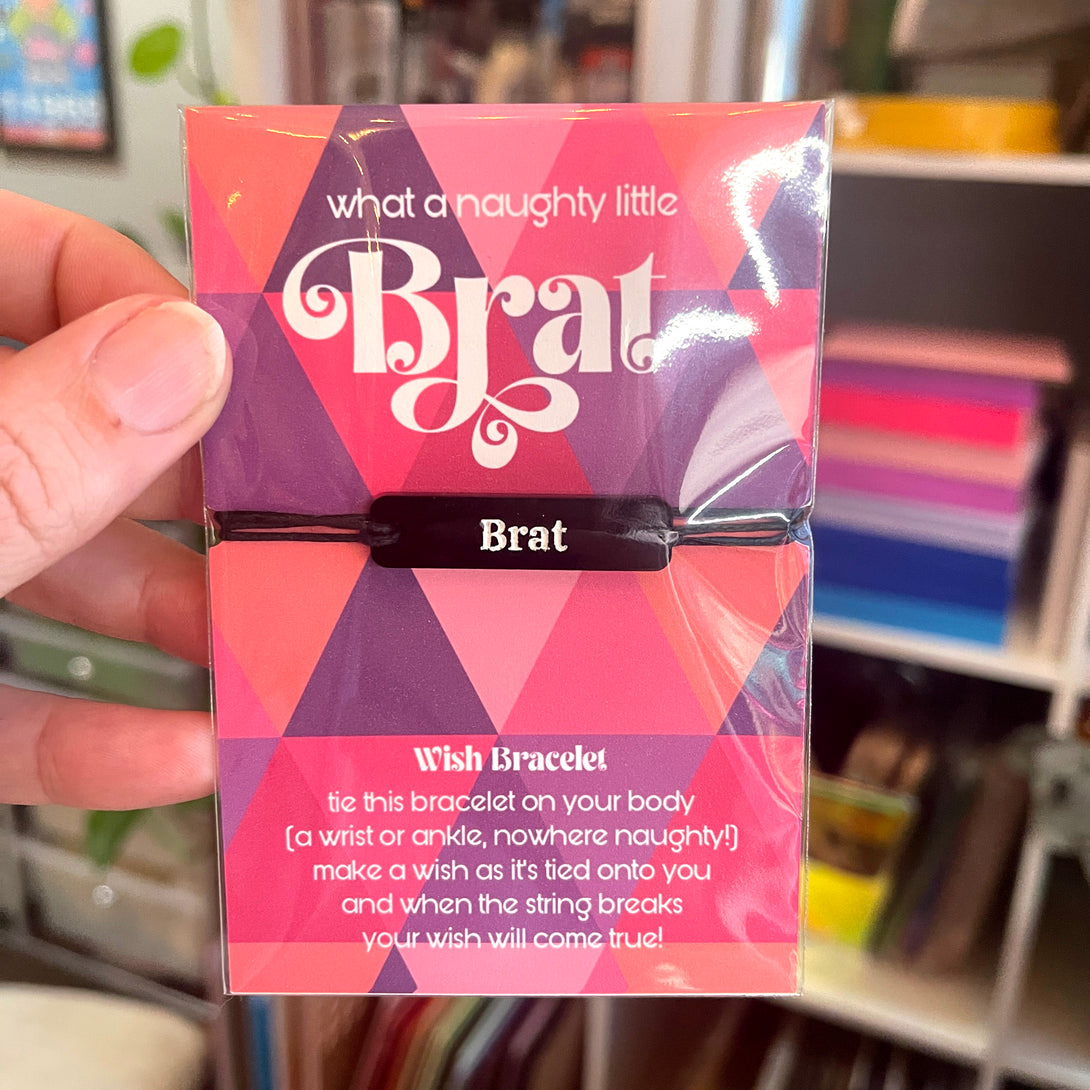 what a naughty little
Brat
Brat
Wish Bracelet
tie this bracelet on your body
(a wrist or ankle, nowhere naughty!)
make a wish as it's tied onto you
and when the string breaks
your wish will come true!